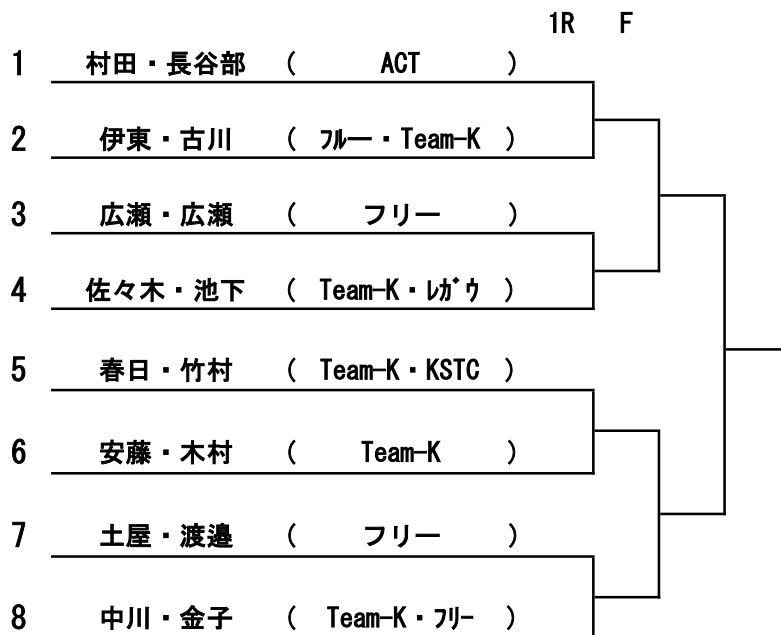 1R F
1 村田・長谷部 ( ACT )
2 伊東・古川 ( ﾌﾙー・Team-K )
3 広瀬・広瀬 ( フリー )
4 佐々木・池下 ( Team-K・ﾚｶﾞｳ )
5 春日・竹村 ( Team-K・KSTC )
6 安藤・木村 ( Team-K )
7 土屋・渡邉 ( フリー )
8 中川・金子 ( Team-K・ﾌﾘｰ )